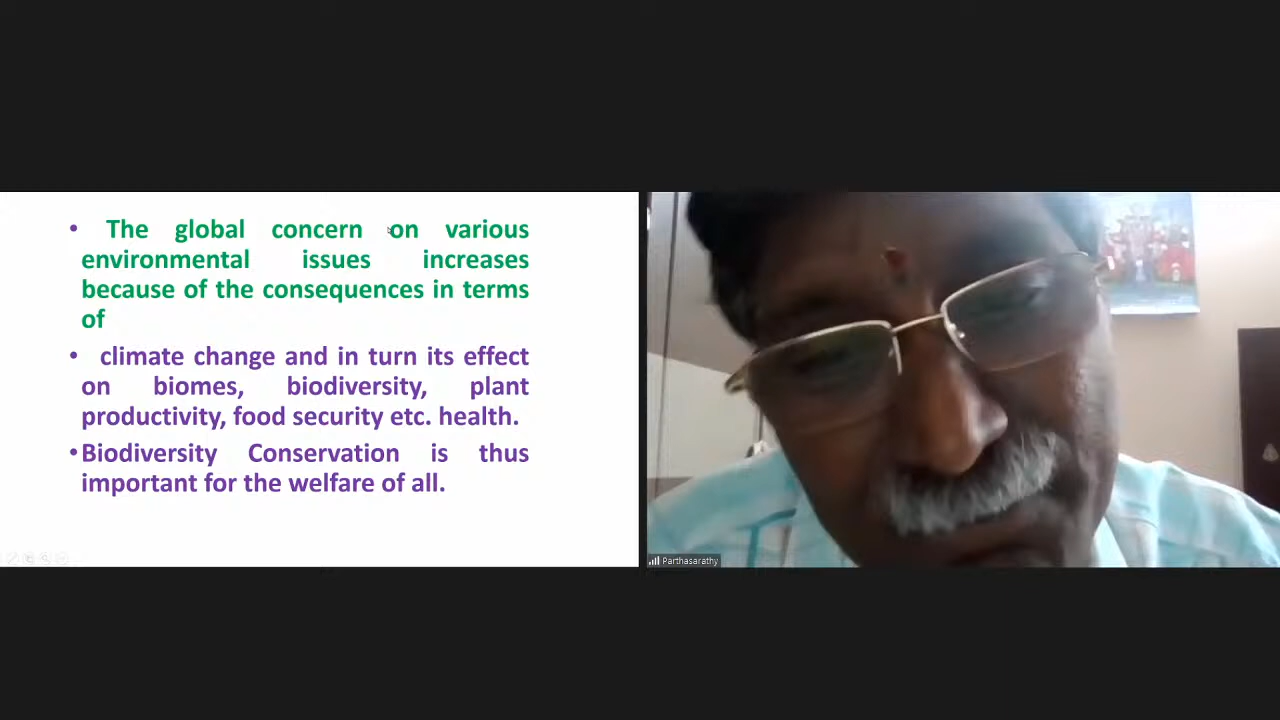 • The global concern on various
environmental issues increases
because of the consequences in terms
of
• climate change and in turn its effect
on biomes, biodiversity, plant
productivity, food security etc. health.
•Biodiversity Conservation is thus
important for the welfare of all.
Parthasarathy